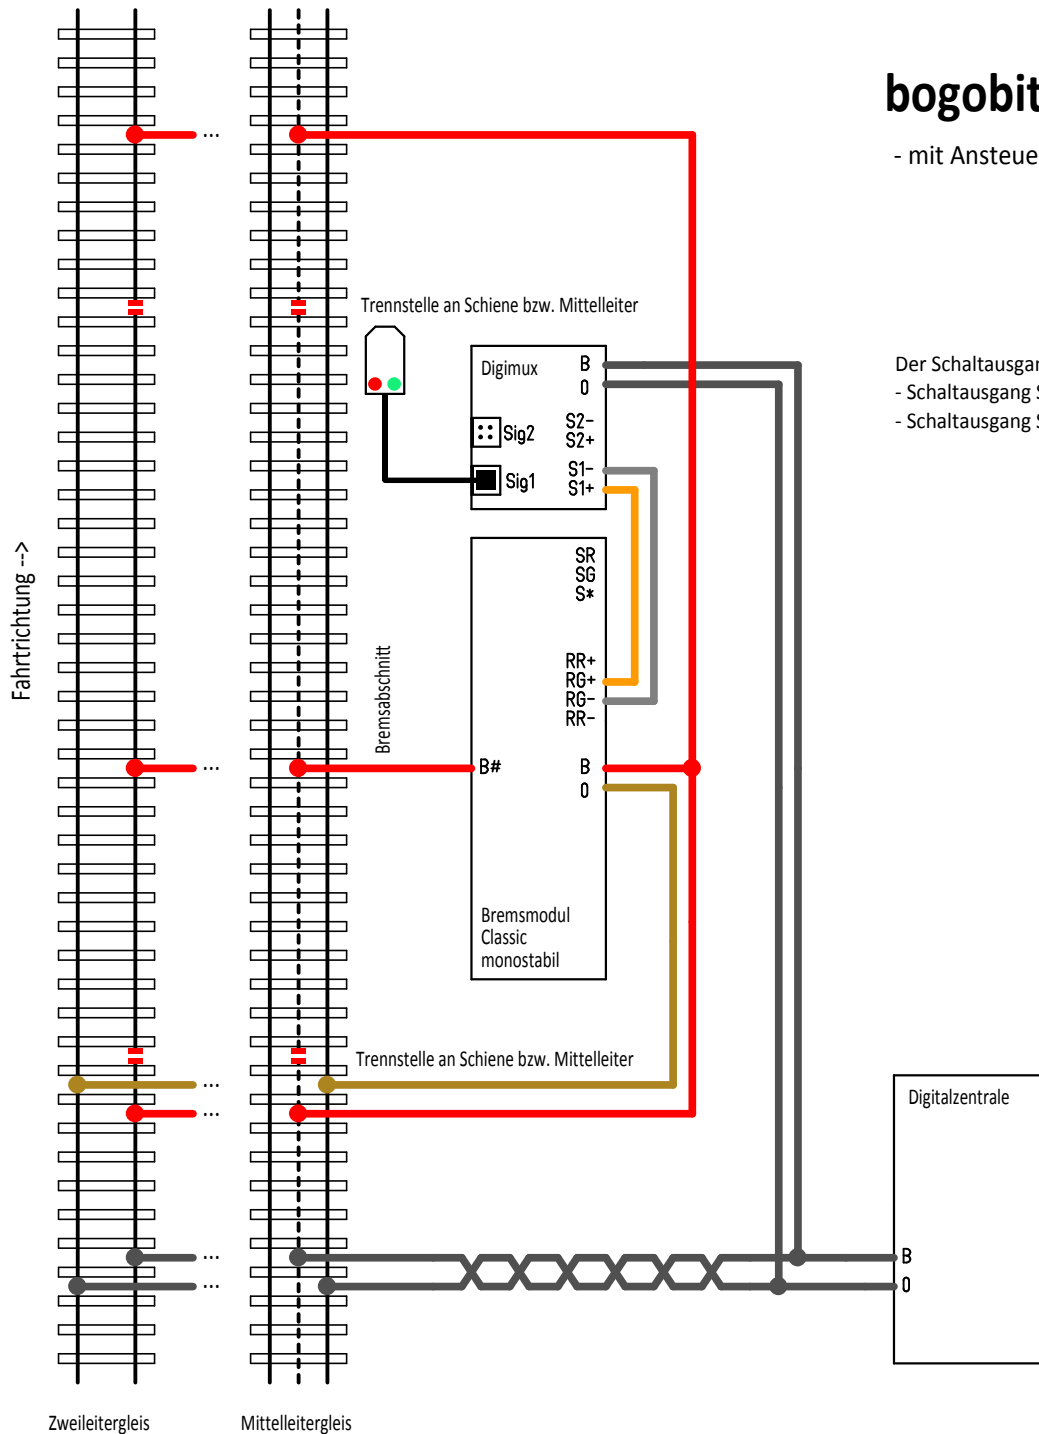 bogobit
- mit Ansteue
...
Trennstelle an Schiene bzw. Mittelleiter
Digimux
B
0
S2-
S2+
Sig2
S1-
S1+
Sig1
Der Schaltausgan
- Schaltausgang S
- Schaltausgang S
Fahrtrichtung -->
SR
SG
S*
RR+
RG+
RG-
RR-
Bremsabschnitt
...
B#
B
0
Bremsmodul
Classic
monostabil
Trennstelle an Schiene bzw. Mittelleiter
...
...
Digitalzentrale
...
...
B
0
Zweileitergleis
Mittelleitergleis